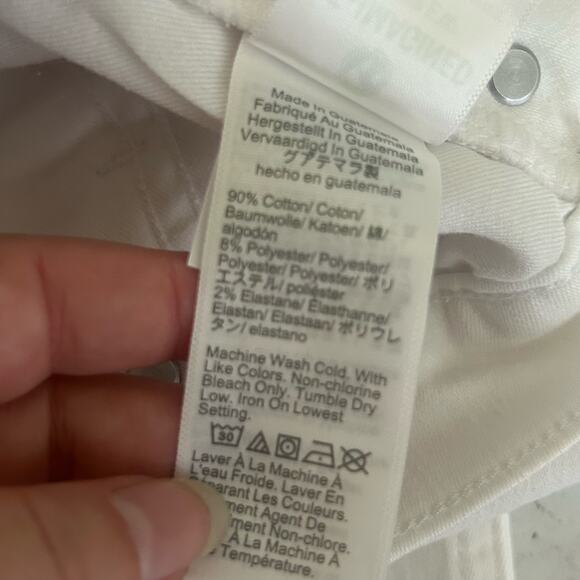 Made In Guatemala
Fabriqué Au Guatemala
Hergestellt In Guatemala
Vervaardigd In Guatemala
グアテマラ製
hecho en guatemala
90% Cotton/ Coton/
Baumwolle/ Katoen/ 綿/
algodón
8% Polyester/ Polyester/
Polyester/ Polyester/ ポリ
エステル/ poliéster
2% Elastane/ Élasthanne/
Elastan/ Elastaan/ ポリウレ
タン/ elastano
Machine Wash Cold. With
Like Colors. Non-chlorine
Bleach Only. Tumble Dry
Low. Iron On Lowest
Setting.
30
Laver À La Machine À
L'eau Froide. Laver En
Séparant Les Couleurs.
Agent De
Non-Chlore.
À La Machine À
Température.